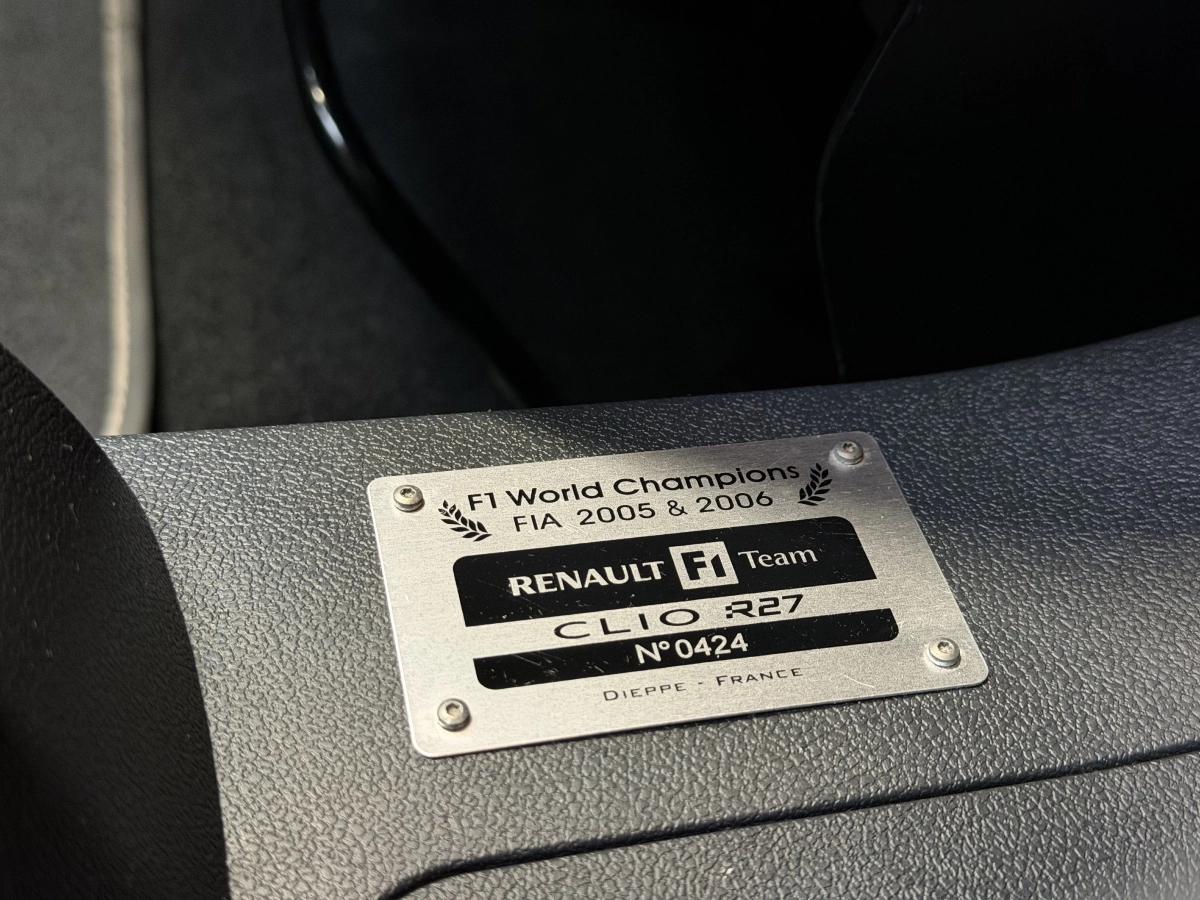 F1 World Champions
FIA 2005 & 2006
RENAULT F1 Team
CLIO R27
N°0424
DIEPPE - FRANCE